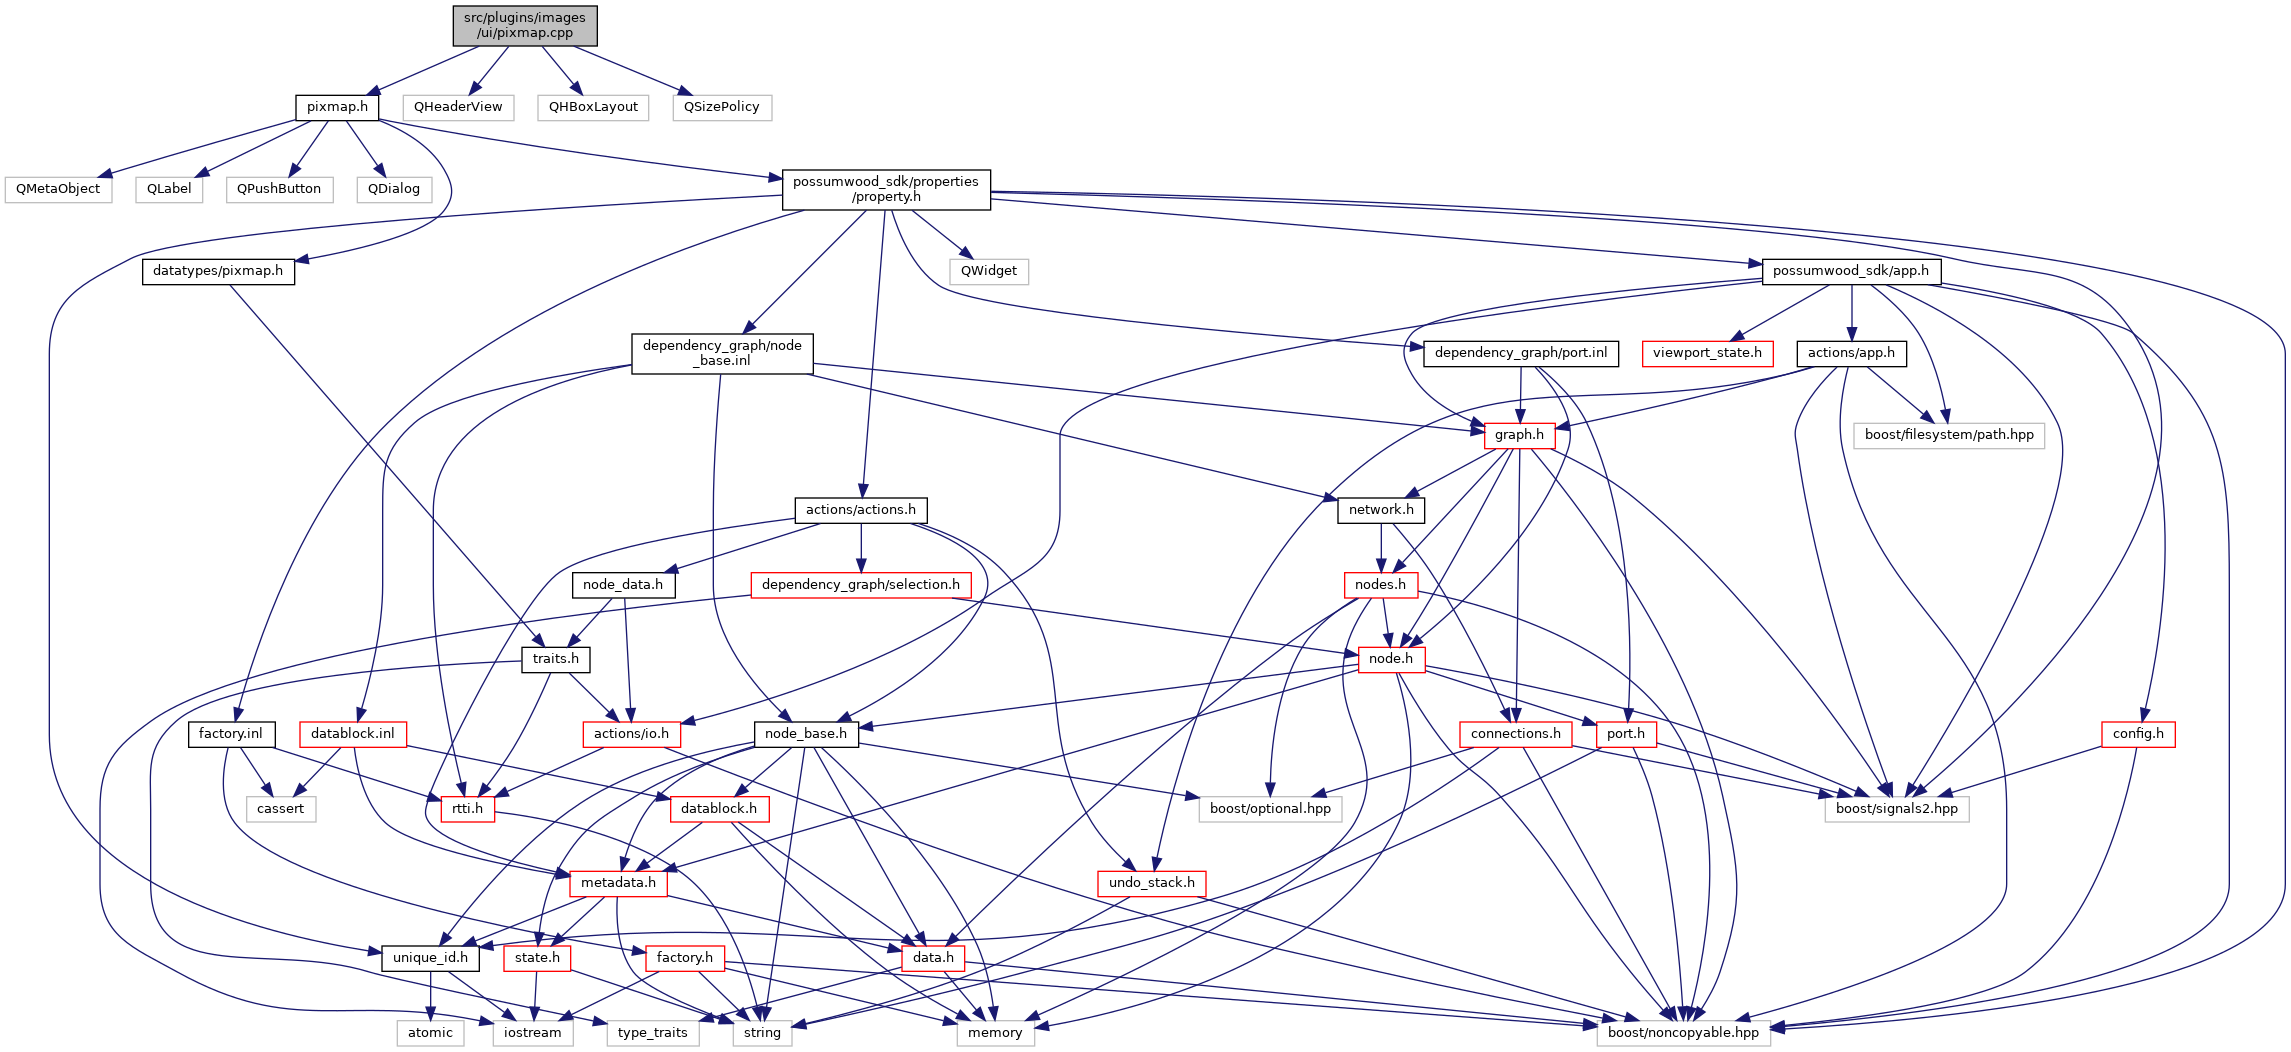 src/plugins/images
/ui/pixmap.cpp
pixmap.h
QHeaderView
QHBoxLayout
QSizePolicy
QMetaObject
QLabel
QPushButton
QDialog
possumwood_sdk/properties
/property.h
datatypes/pixmap.h
QWidget
possumwood_sdk/app.h
dependency_graph/node
_base.inl
dependency_graph/port.inl
viewport_state.h
actions/app.h
graph.h
boost/filesystem/path.hpp
actions/actions.h
network.h
node_data.h
dependency_graph/selection.h
nodes.h
traits.h
node.h
factory.inl
datablock.inl
actions/io.h
node_base.h
connections.h
port.h
config.h
cassert
rtti.h
datablock.h
boost/optional.hpp
boost/signals2.hpp
metadata.h
undo_stack.h
unique_id.h
state.h
factory.h
data.h
atomic
iostream
type_traits
string
memory
boost/noncopyable.hpp